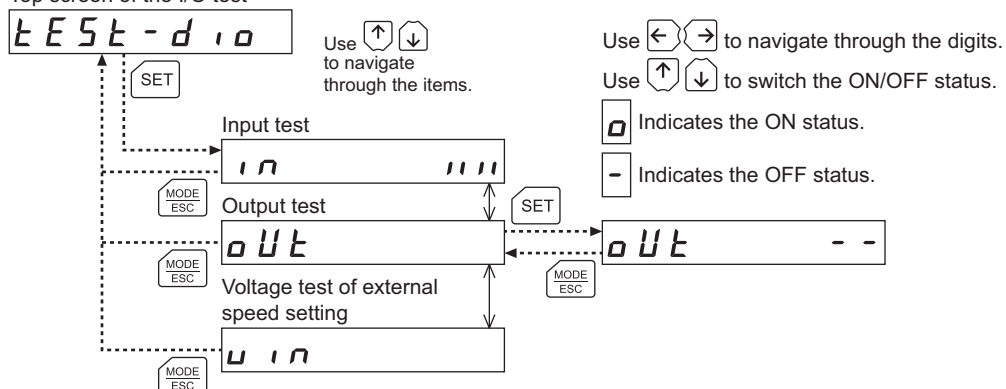 Top screen of the I/O test
tESt-dio
SET
Use ↑ ↓
to navigate
through the items.
Use ← → to navigate through the digits.
Use ↑ ↓ to switch the ON/OFF status.
o Indicates the ON status.
- Indicates the OFF status.
Input test
in ıııı
MODE
ESC
Output test
SET
oUt
oUt - -
MODE
ESC
MODE
ESC
Voltage test of external
speed setting
u in
MODE
ESC